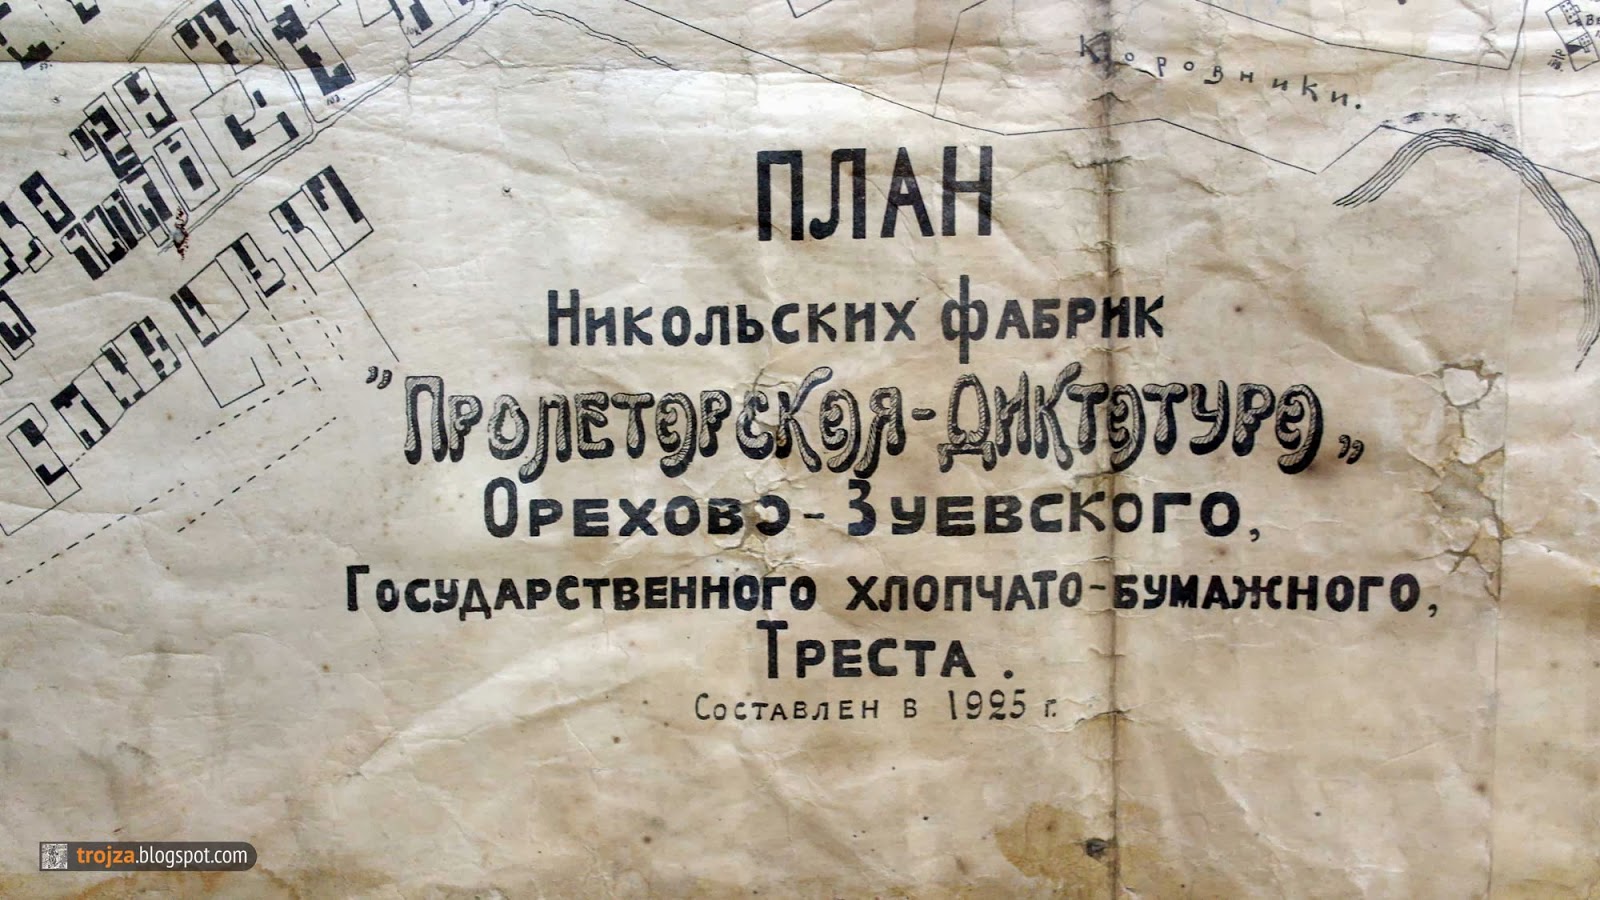 Коровники.
ПЛАН
Никольских фабрик
„Пролетарская-Диктатура„
Орехово-Зуевского,
Государственного хлопчато-бумажного,
Треста.
Составлен в 1925 г.
trojza.blogspot.com